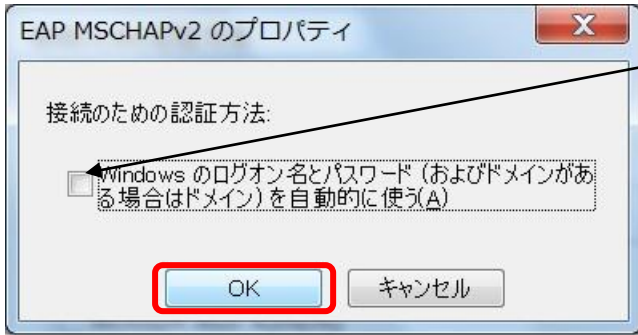 EAP MSCHAPv2 のプロパティ
接続のための認証方法:
Windows のログオン名とパスワード (およびドメインがあ
る場合はドメイン) を自動的に使う(A)
OK
キャンセル